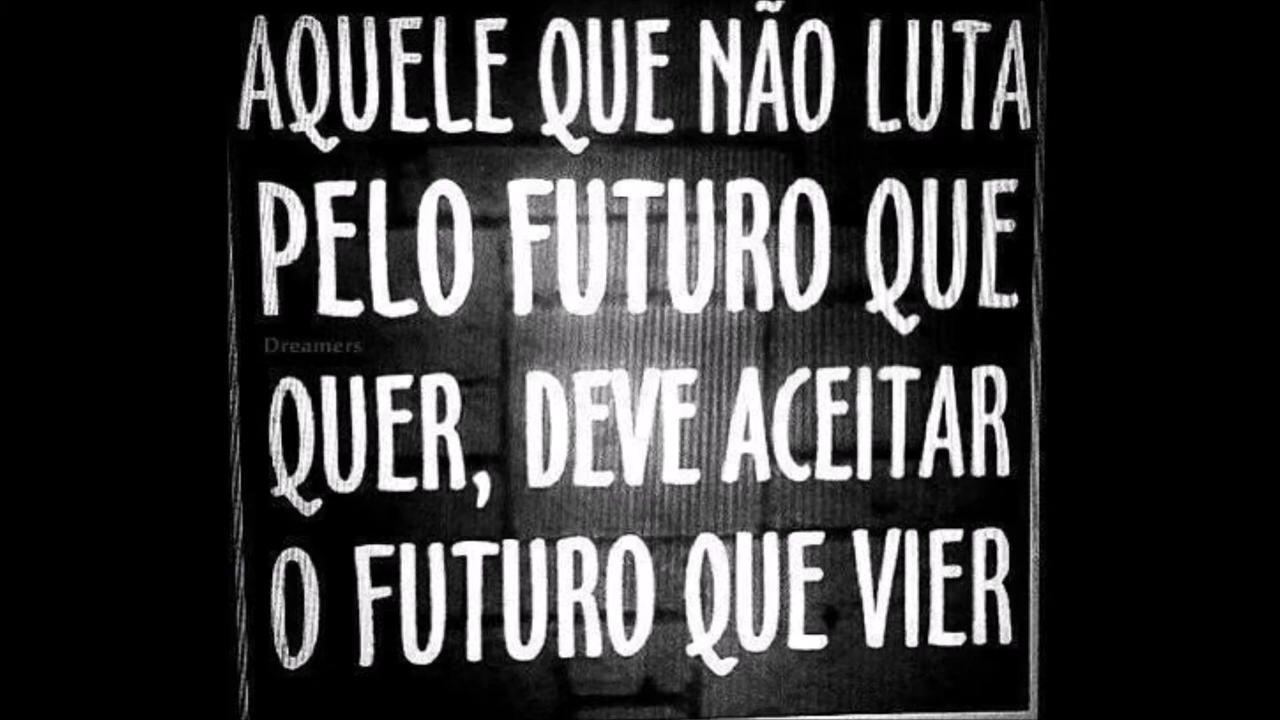 AQUELE QUE NÃO LUTA
PELO FUTURO QUE
Dreamers
QUER, DEVE ACEITAR
O FUTURO QUE VIER